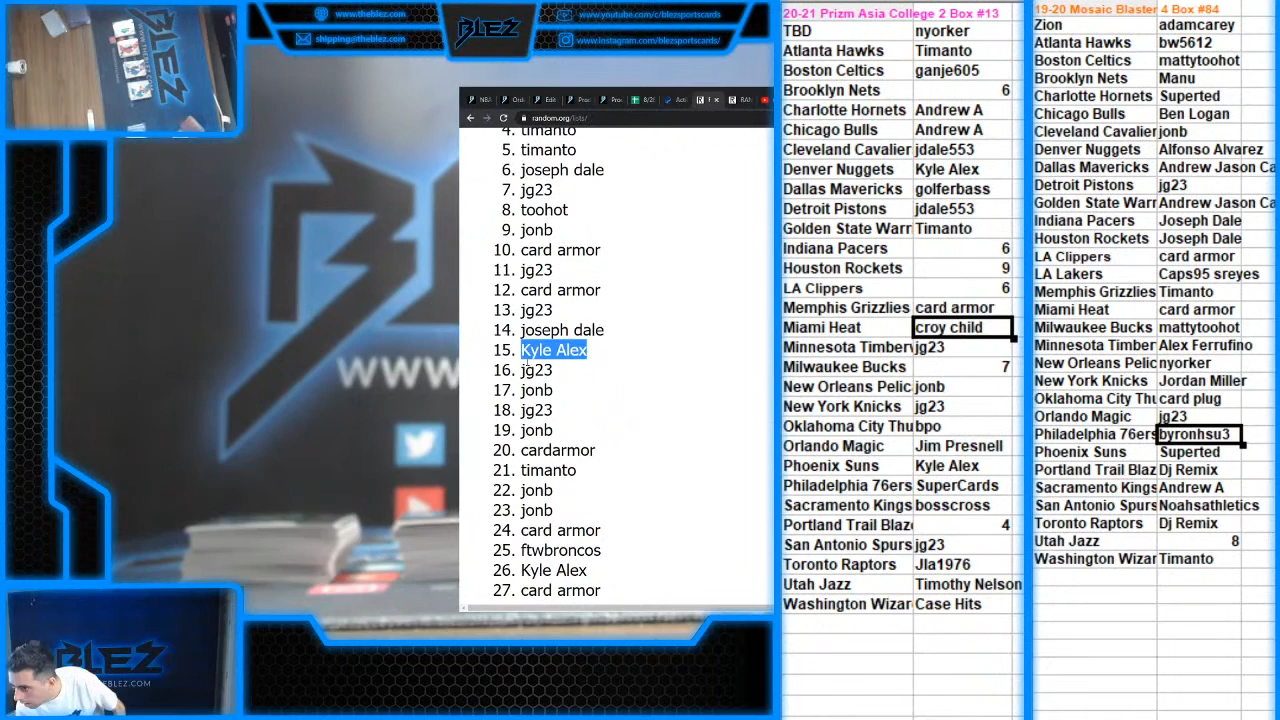 www.theblez.com
shipping@theblez.com
BLEZ
www.youtube.com/c/blezsportscards/
www.instagram.com/blezsportscards/
random.org/lists/
4. timanto
5. timanto
6. joseph dale
7. jg23
8. toohot
9. jonb
10. card armor
11. jg23
12. card armor
13. jg23
14. joseph dale
15. Kyle Alex
16. jg23
17. jonb
18. jg23
19. jonb
20. cardarmor
21. timanto
22. jonb
23. jonb
24. card armor
25. ftwbroncos
26. Kyle Alex
27. card armor
WWW.
BLEZ
20-21 Prizm Asia College 2 Box #13
TBD nyorker
Atlanta Hawks Timanto
Boston Celtics ganje605
Brooklyn Nets 6
Charlotte Hornets Andrew A
Chicago Bulls Andrew A
Cleveland Cavalier jdale553
Denver Nuggets Kyle Alex
Dallas Mavericks golferbass
Detroit Pistons jdale553
Golden State Warr Timanto
Indiana Pacers 6
Houston Rockets 9
LA Clippers 6
Memphis Grizzlies card armor
Miami Heat croy child
Minnesota Timberv jg23
Milwaukee Bucks 7
New Orleans Pelic jonb
New York Knicks jg23
Oklahoma City Thu bpo
Orlando Magic Jim Presnell
Phoenix Suns Kyle Alex
Philadelphia 76ers SuperCards
Sacramento Kings bosscross
Portland Trail Blaze 4
San Antonio Spurs jg23
Toronto Raptors Jla1976
Utah Jazz Timothy Nelson
Washington Wizar Case Hits
19-20 Mosaic Blaster 4 Box #84
Zion adamcarey
Atlanta Hawks bw5612
Boston Celtics mattytoohot
Brooklyn Nets Manu
Charlotte Hornets Superted
Chicago Bulls Ben Logan
Cleveland Cavalier jonb
Denver Nuggets Alfonso Alvarez
Dallas Mavericks Andrew Jason Ca
Detroit Pistons jg23
Golden State Warr Andrew Jason Ca
Indiana Pacers Joseph Dale
Houston Rockets Joseph Dale
LA Clippers card armor
LA Lakers Caps95 sreyes
Memphis Grizzlies Timanto
Miami Heat card armor
Milwaukee Bucks mattytoohot
Minnesota Timber Alex Ferrufino
New Orleans Pelic nyorker
New York Knicks Jordan Miller
Oklahoma City Thu card plug
Orlando Magic jg23
Philadelphia 76ers byronhsu3
Phoenix Suns Superted
Portland Trail Blaz Dj Remix
Sacramento Kings Andrew A
San Antonio Spurs Noahsathletics
Toronto Raptors Dj Remix
Utah Jazz 8
Washington Wizar Timanto